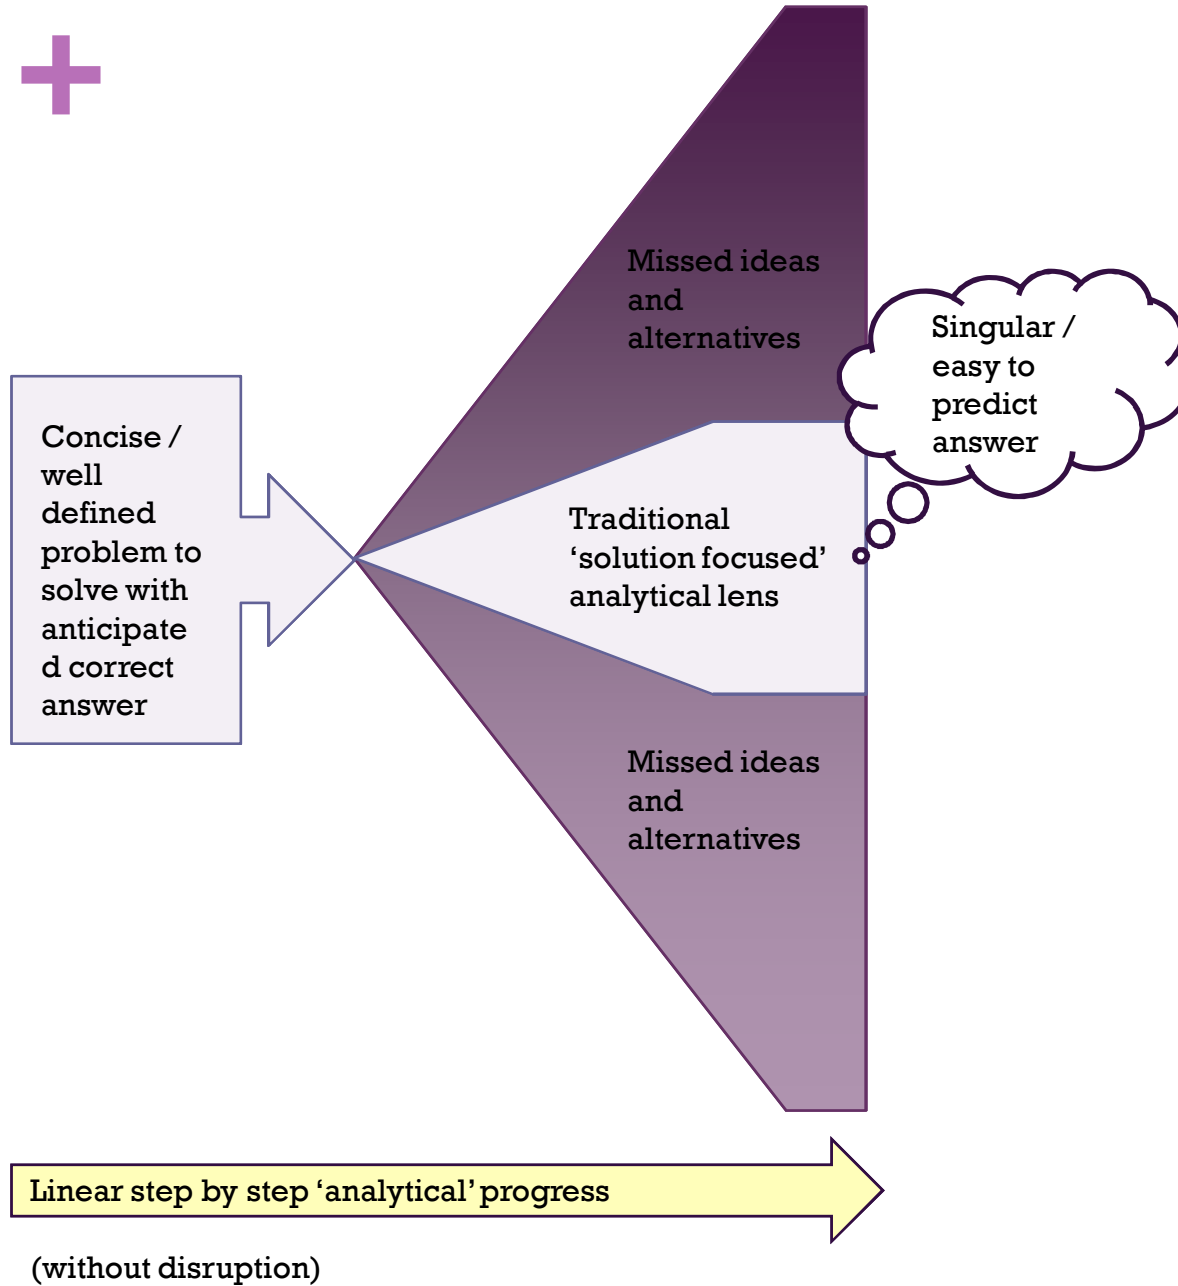 Missed ideas
and
alternatives
Singular /
easy to
predict
answer
Concise /
well
defined
problem to
solve with
anticipate
d correct
answer
Traditional
‘solution focused’
analytical lens
Missed ideas
and
alternatives
Linear step by step ‘analytical’ progress
(without disruption)